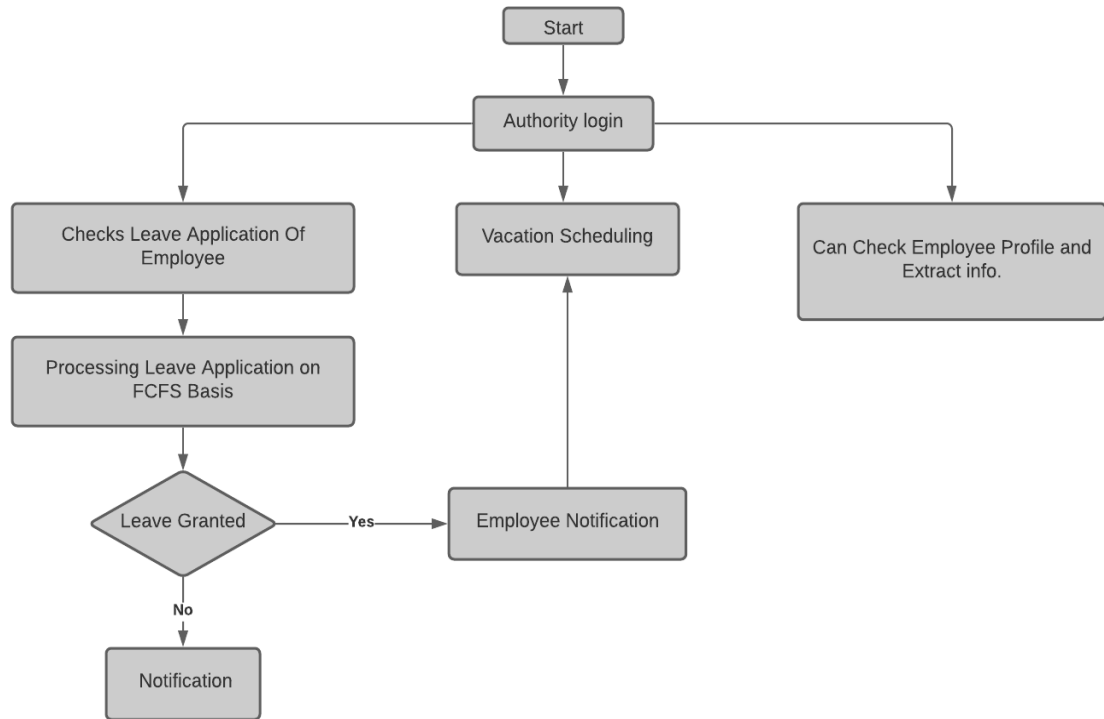 Start
Authority login
Checks Leave Application Of
Employee
Vacation Scheduling
Can Check Employee Profile and
Extract info.
Processing Leave Application on
FCFS Basis
Leave Granted
Yes
Employee Notification
No
Notification